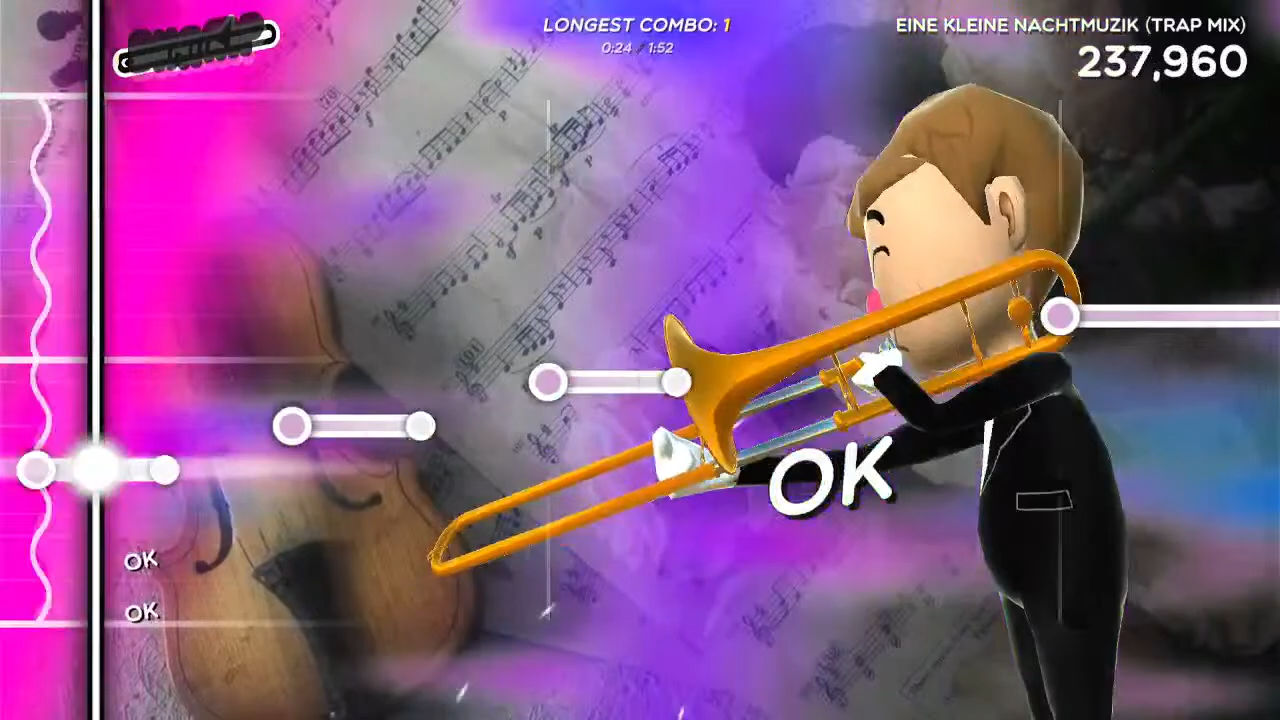 LONGEST COMBO: 1
0:24 / 1:52
EINE KLEINE NACHTMUZIK (TRAP MIX)
237,960
OK
OK
OK